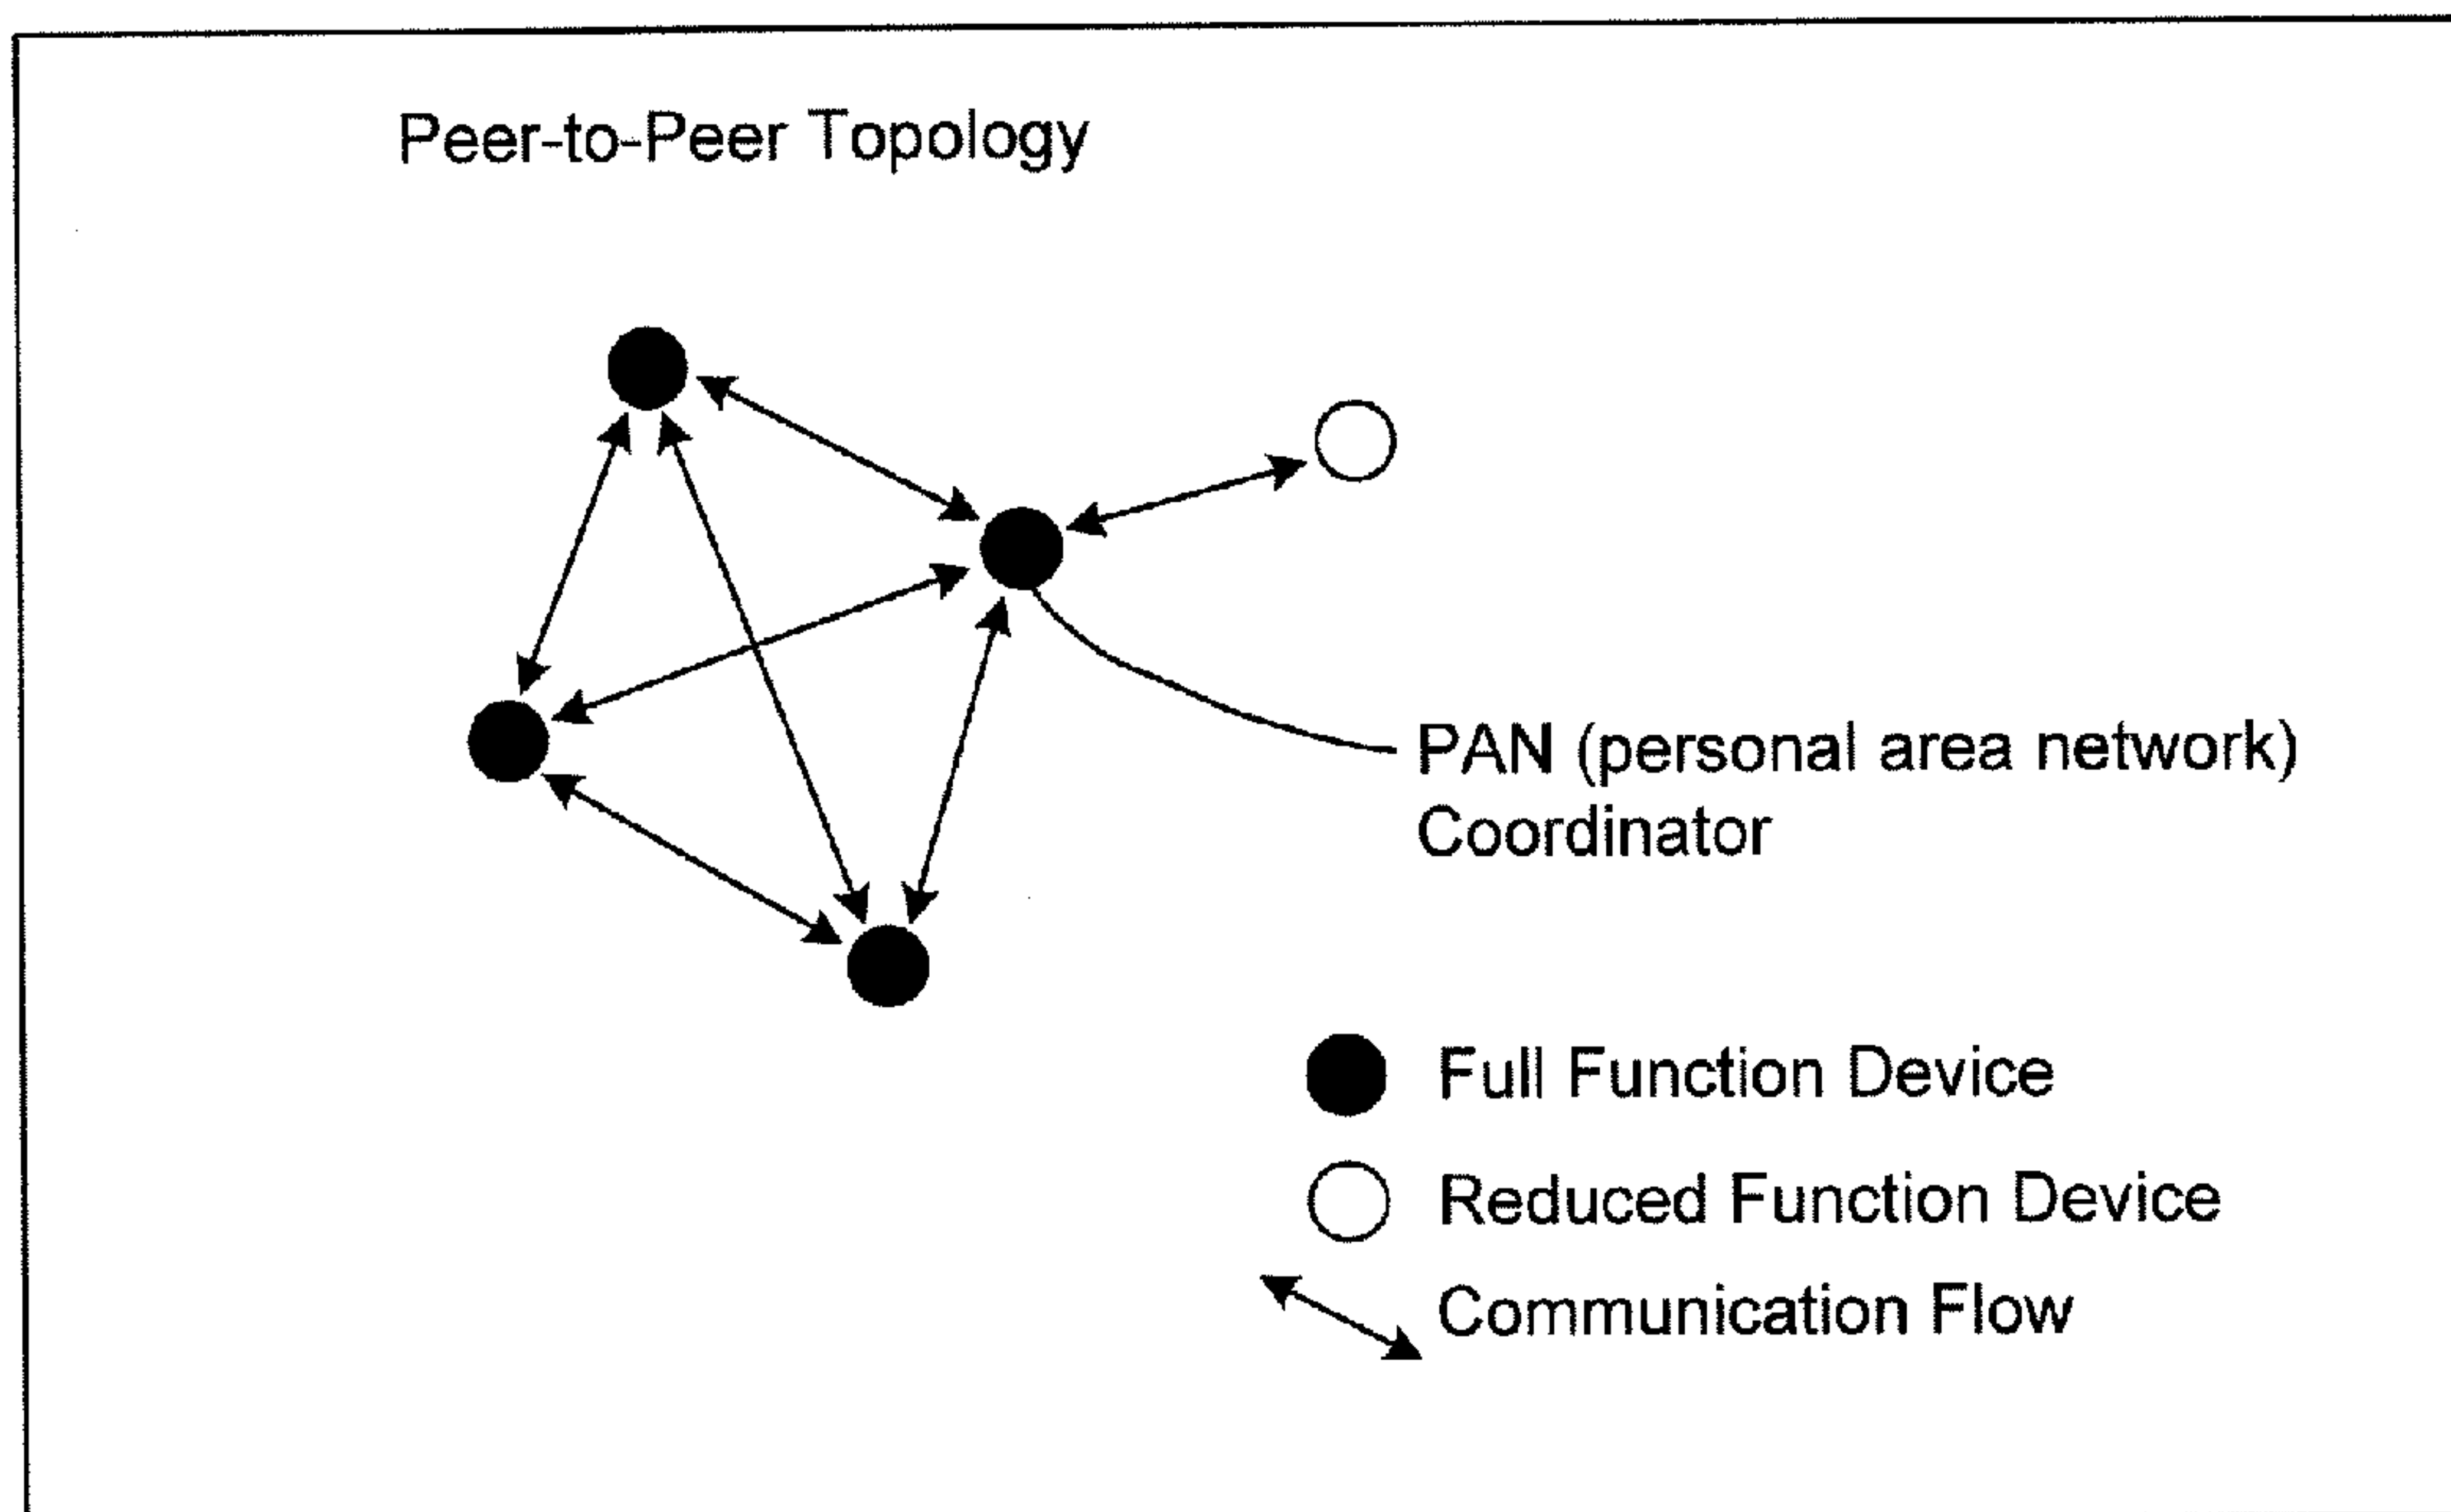 Peer-to-Peer Topology
PAN (personal area network)
Coordinator
Full Function Device
Reduced Function Device
Communication Flow